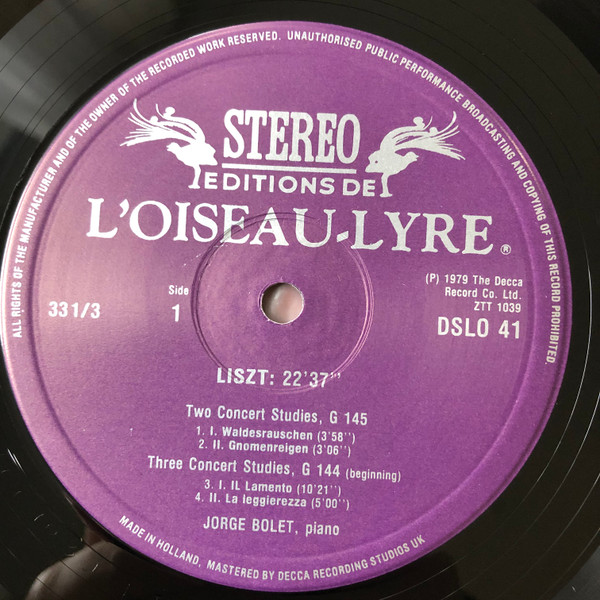 ALL RIGHTS OF THE MANUFACTURER AND OF THE OWNER OF THE RECORDED WORK RESERVED. UNAUTHORISED PUBLIC PERFORMANCE BROADCASTING AND COPYING OF THIS RECORD PROHIBITED.
STEREO
EDITIONS DE
L'OISEAU-LYRE ®
(P) 1979 The Decca
Record Co. Ltd.
ZTT 1039
DSLO 41
33 1/3
Side
1
LISZT: 22'37"'
Two Concert Studies, G 145
1. I. Waldesrauschen (3'58'')
2. II. Gnomenreigen (3'06'')
Three Concert Studies, G 144 (beginning)
3. I. IL Lamento (10'21'')
4. II. La leggierezza (5'00'')
JORGE BOLET, piano
MADE IN HOLLAND, MASTERED BY DECCA RECORDING STUDIOS UK